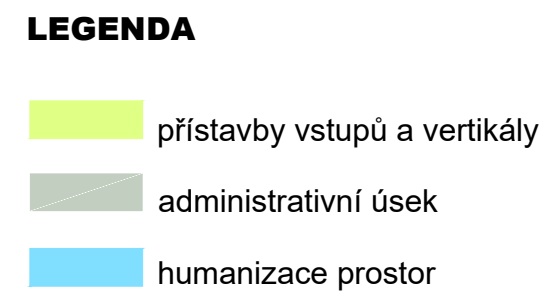 LEGENDA
přístavby vstupů a vertikály
administrativní úsek
humanizace prostor